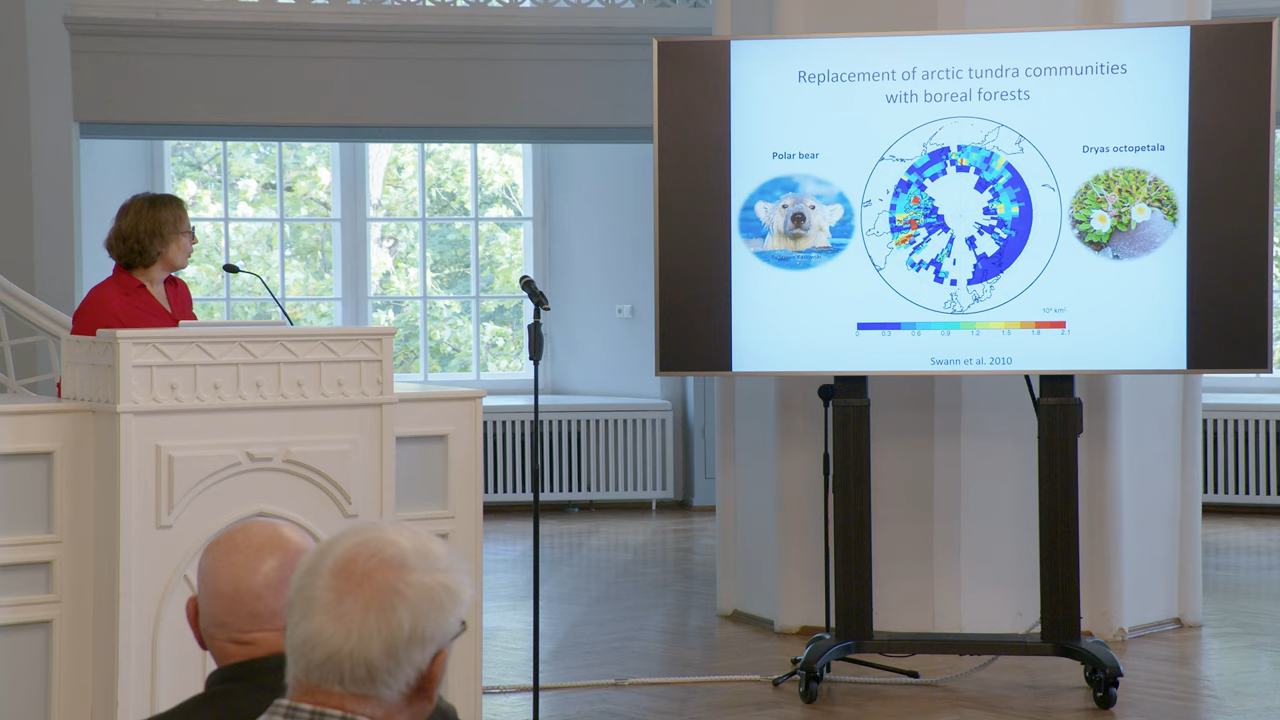 Replacement of arctic tundra communities
with boreal forests
Polar bear
Dryas octopetala
10⁴ km²
0 0.3 0.6 0.9 1.2 1.5 1.8 2.1
Swann et al. 2010